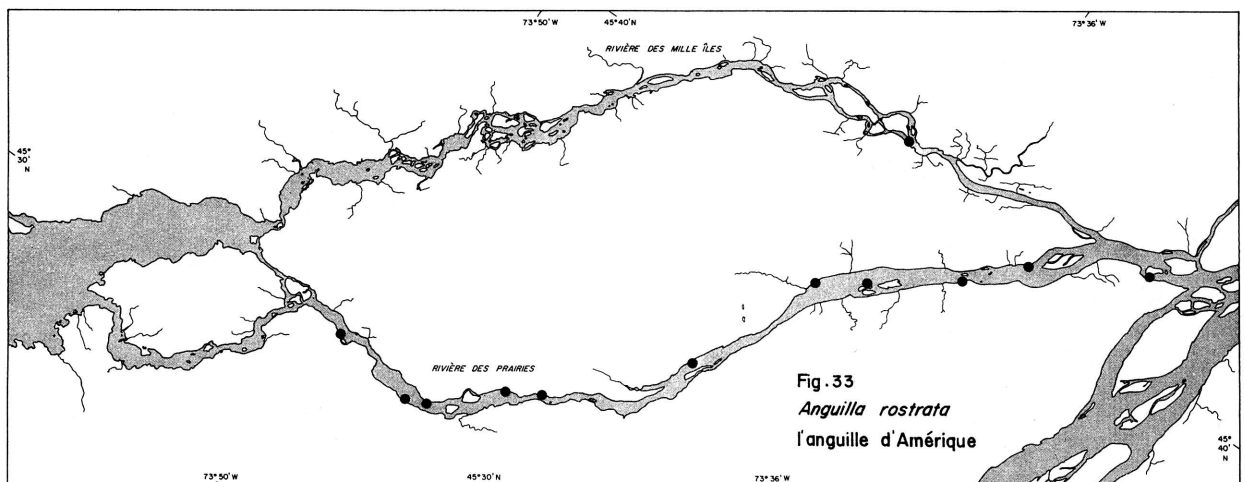 73° 50' W
45° 40' N
73° 36' W
RIVIÈRE DES MILLE ÎLES
45°
30'
N
RIVIÈRE DES PRAIRIES
Fig. 33
Anguilla rostrata
l'anguille d'Amérique
45°
40'
N
73° 50' W
45° 30' N
73° 36' W